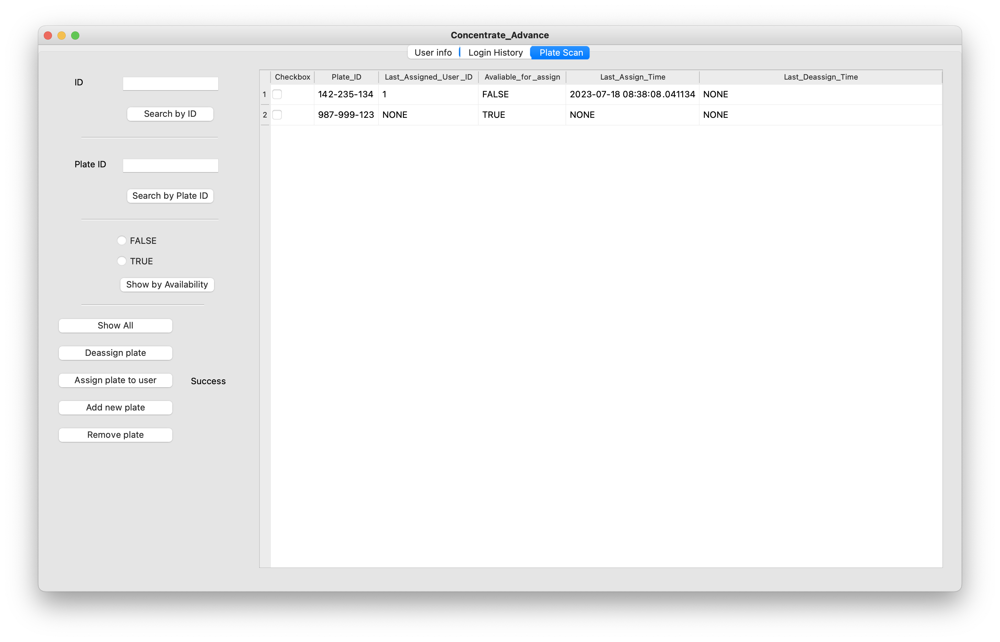 Concentrate_Advance
User info Login History Plate Scan
ID
Search by ID
Plate ID
Search by Plate ID
FALSE
TRUE
Show by Availability
Show All
Deassign plate
Assign plate to user Success
Add new plate
Remove plate
Checkbox Plate_ID Last_Assigned_User_ID Avaliable_for_assign Last_Assign_Time Last_Deassign_Time
1 142-235-134 1 FALSE 2023-07-18 08:38:08.041134 NONE
2 987-999-123 NONE TRUE NONE NONE